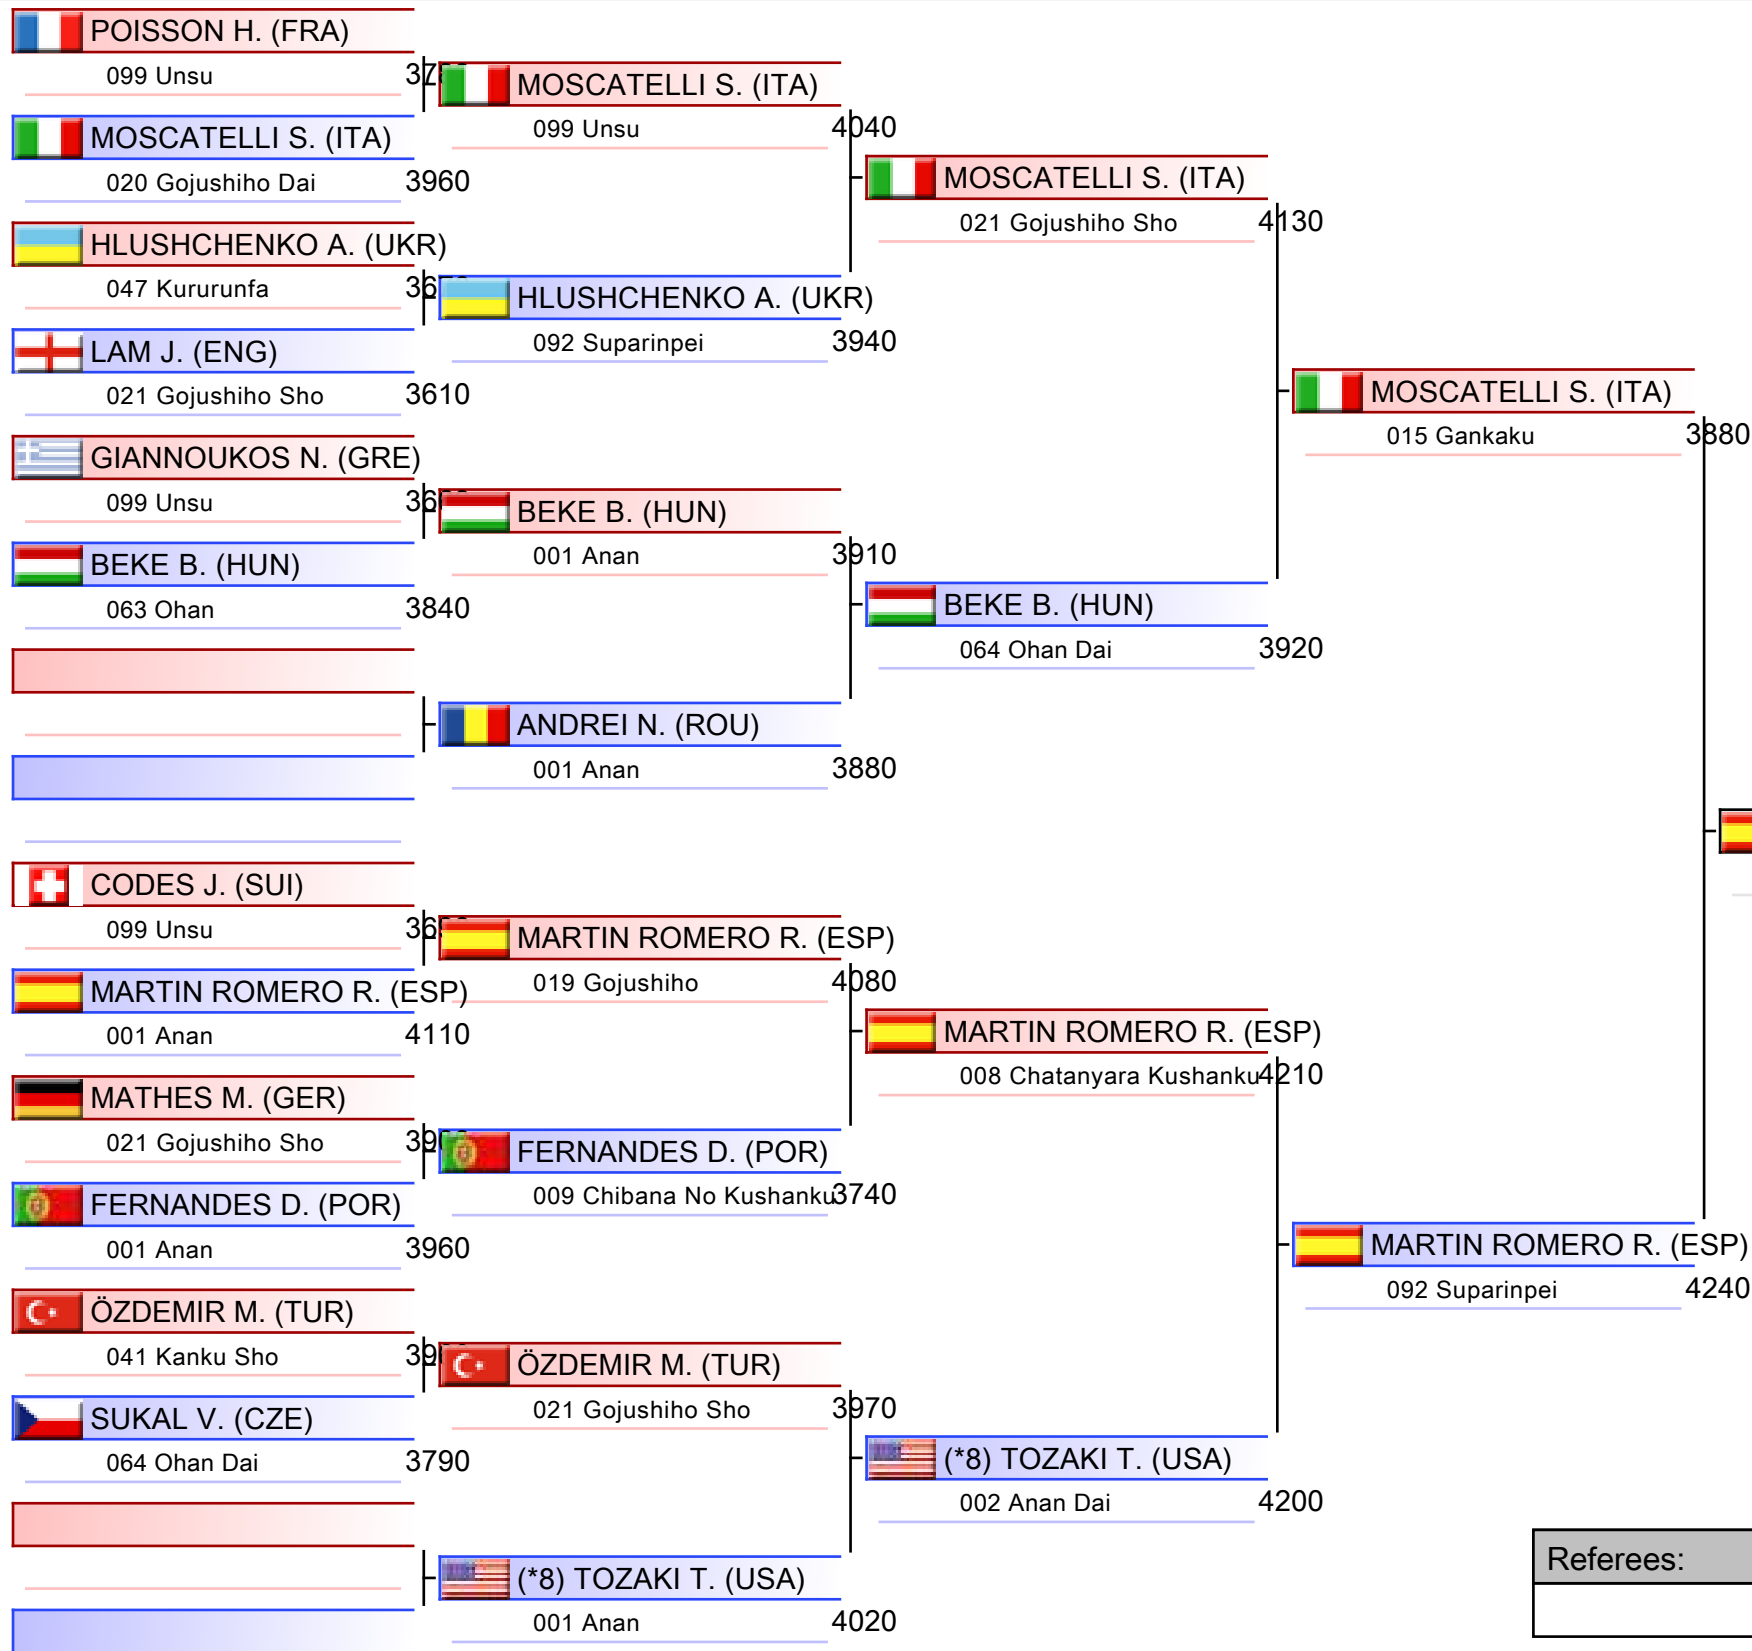 POISSON H. (FRA)
099 Unsu
MOSCATELLI S. (ITA)
020 Gojushiho Dai 3960
HLUSHCHENKO A. (UKR)
047 Kururunfa
LAM J. (ENG)
021 Gojushiho Sho 3610
GIANNOUKOS N. (GRE)
099 Unsu
BEKE B. (HUN)
063 Ohan 3840
CODES J. (SUI)
099 Unsu
MARTIN ROMERO R. (ESP)
001 Anan 4110
MATHES M. (GER)
021 Gojushiho Sho
FERNANDES D. (POR)
001 Anan 3960
ÖZDEMIR M. (TUR)
041 Kanku Sho
SUKAL V. (CZE)
064 Ohan Dai 3790
MOSCATELLI S. (ITA)
099 Unsu 4040
HLUSHCHENKO A. (UKR)
092 Suparinpei 3940
BEKE B. (HUN)
001 Anan 3910
ANDREI N. (ROU)
001 Anan 3880
MARTIN ROMERO R. (ESP)
019 Gojushiho 4080
FERNANDES D. (POR)
009 Chibana No Kushanku 3740
ÖZDEMIR M. (TUR)
021 Gojushiho Sho 3970
(*8) TOZAKI T. (USA)
001 Anan 4020
MOSCATELLI S. (ITA)
021 Gojushiho Sho 4130
BEKE B. (HUN)
064 Ohan Dai 3920
MARTIN ROMERO R. (ESP)
008 Chatanyara Kushanku 4210
(*8) TOZAKI T. (USA)
002 Anan Dai 4200
MOSCATELLI S. (ITA)
015 Gankaku 3880
MARTIN ROMERO R. (ESP)
092 Suparinpei 4240
Referees: